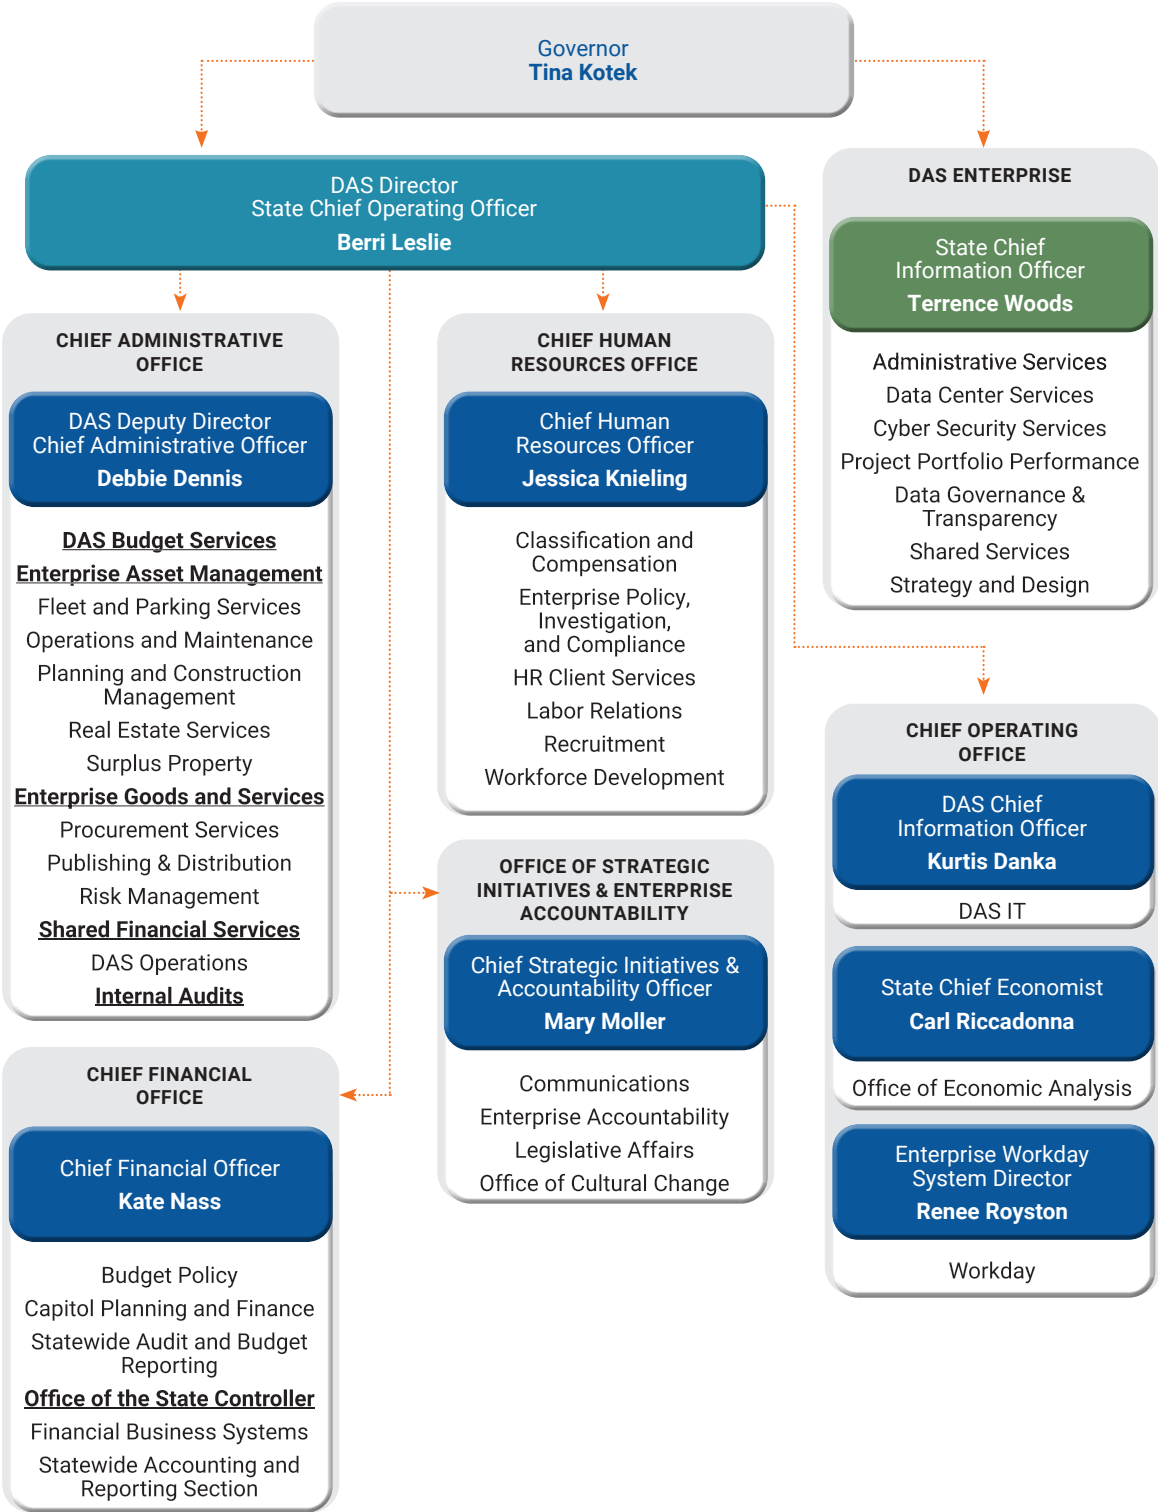 Governor
Tina Kotek
DAS Director
State Chief Operating Officer
Berri Leslie
DAS ENTERPRISE
State Chief
Information Officer
Terrence Woods
Administrative Services
Data Center Services
Cyber Security Services
Project Portfolio Performance
Data Governance &
Transparency
Shared Services
Strategy and Design
CHIEF ADMINISTRATIVE
OFFICE
DAS Deputy Director
Chief Administrative Officer
Debbie Dennis
DAS Budget Services
Enterprise Asset Management
Fleet and Parking Services
Operations and Maintenance
Planning and Construction
Management
Real Estate Services
Surplus Property
Enterprise Goods and Services
Procurement Services
Publishing & Distribution
Risk Management
Shared Financial Services
DAS Operations
Internal Audits
CHIEF HUMAN
RESOURCES OFFICE
Chief Human
Resources Officer
Jessica Knieling
Classification and
Compensation
Enterprise Policy,
Investigation,
and Compliance
HR Client Services
Labor Relations
Recruitment
Workforce Development
OFFICE OF STRATEGIC
INITIATIVES & ENTERPRISE
ACCOUNTABILITY
Chief Strategic Initiatives &
Accountability Officer
Mary Moller
Communications
Enterprise Accountability
Legislative Affairs
Office of Cultural Change
CHIEF OPERATING
OFFICE
DAS Chief
Information Officer
Kurtis Danka
DAS IT
State Chief Economist
Carl Riccadonna
Office of Economic Analysis
Enterprise Workday
System Director
Renee Royston
Workday
CHIEF FINANCIAL
OFFICE
Chief Financial Officer
Kate Nass
Budget Policy
Capitol Planning and Finance
Statewide Audit and Budget
Reporting
Office of the State Controller
Financial Business Systems
Statewide Accounting and
Reporting Section